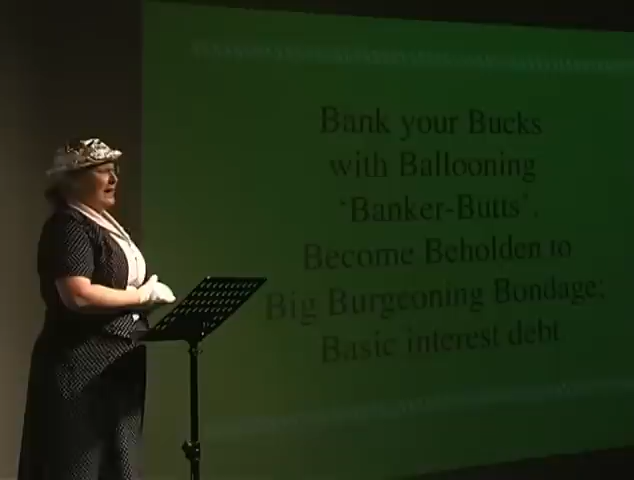 Bank your Bucks
with Ballooning
'Banker-Butts'.
Become Beholden to
Big Burgeoning Bondage;
Basic interest debt